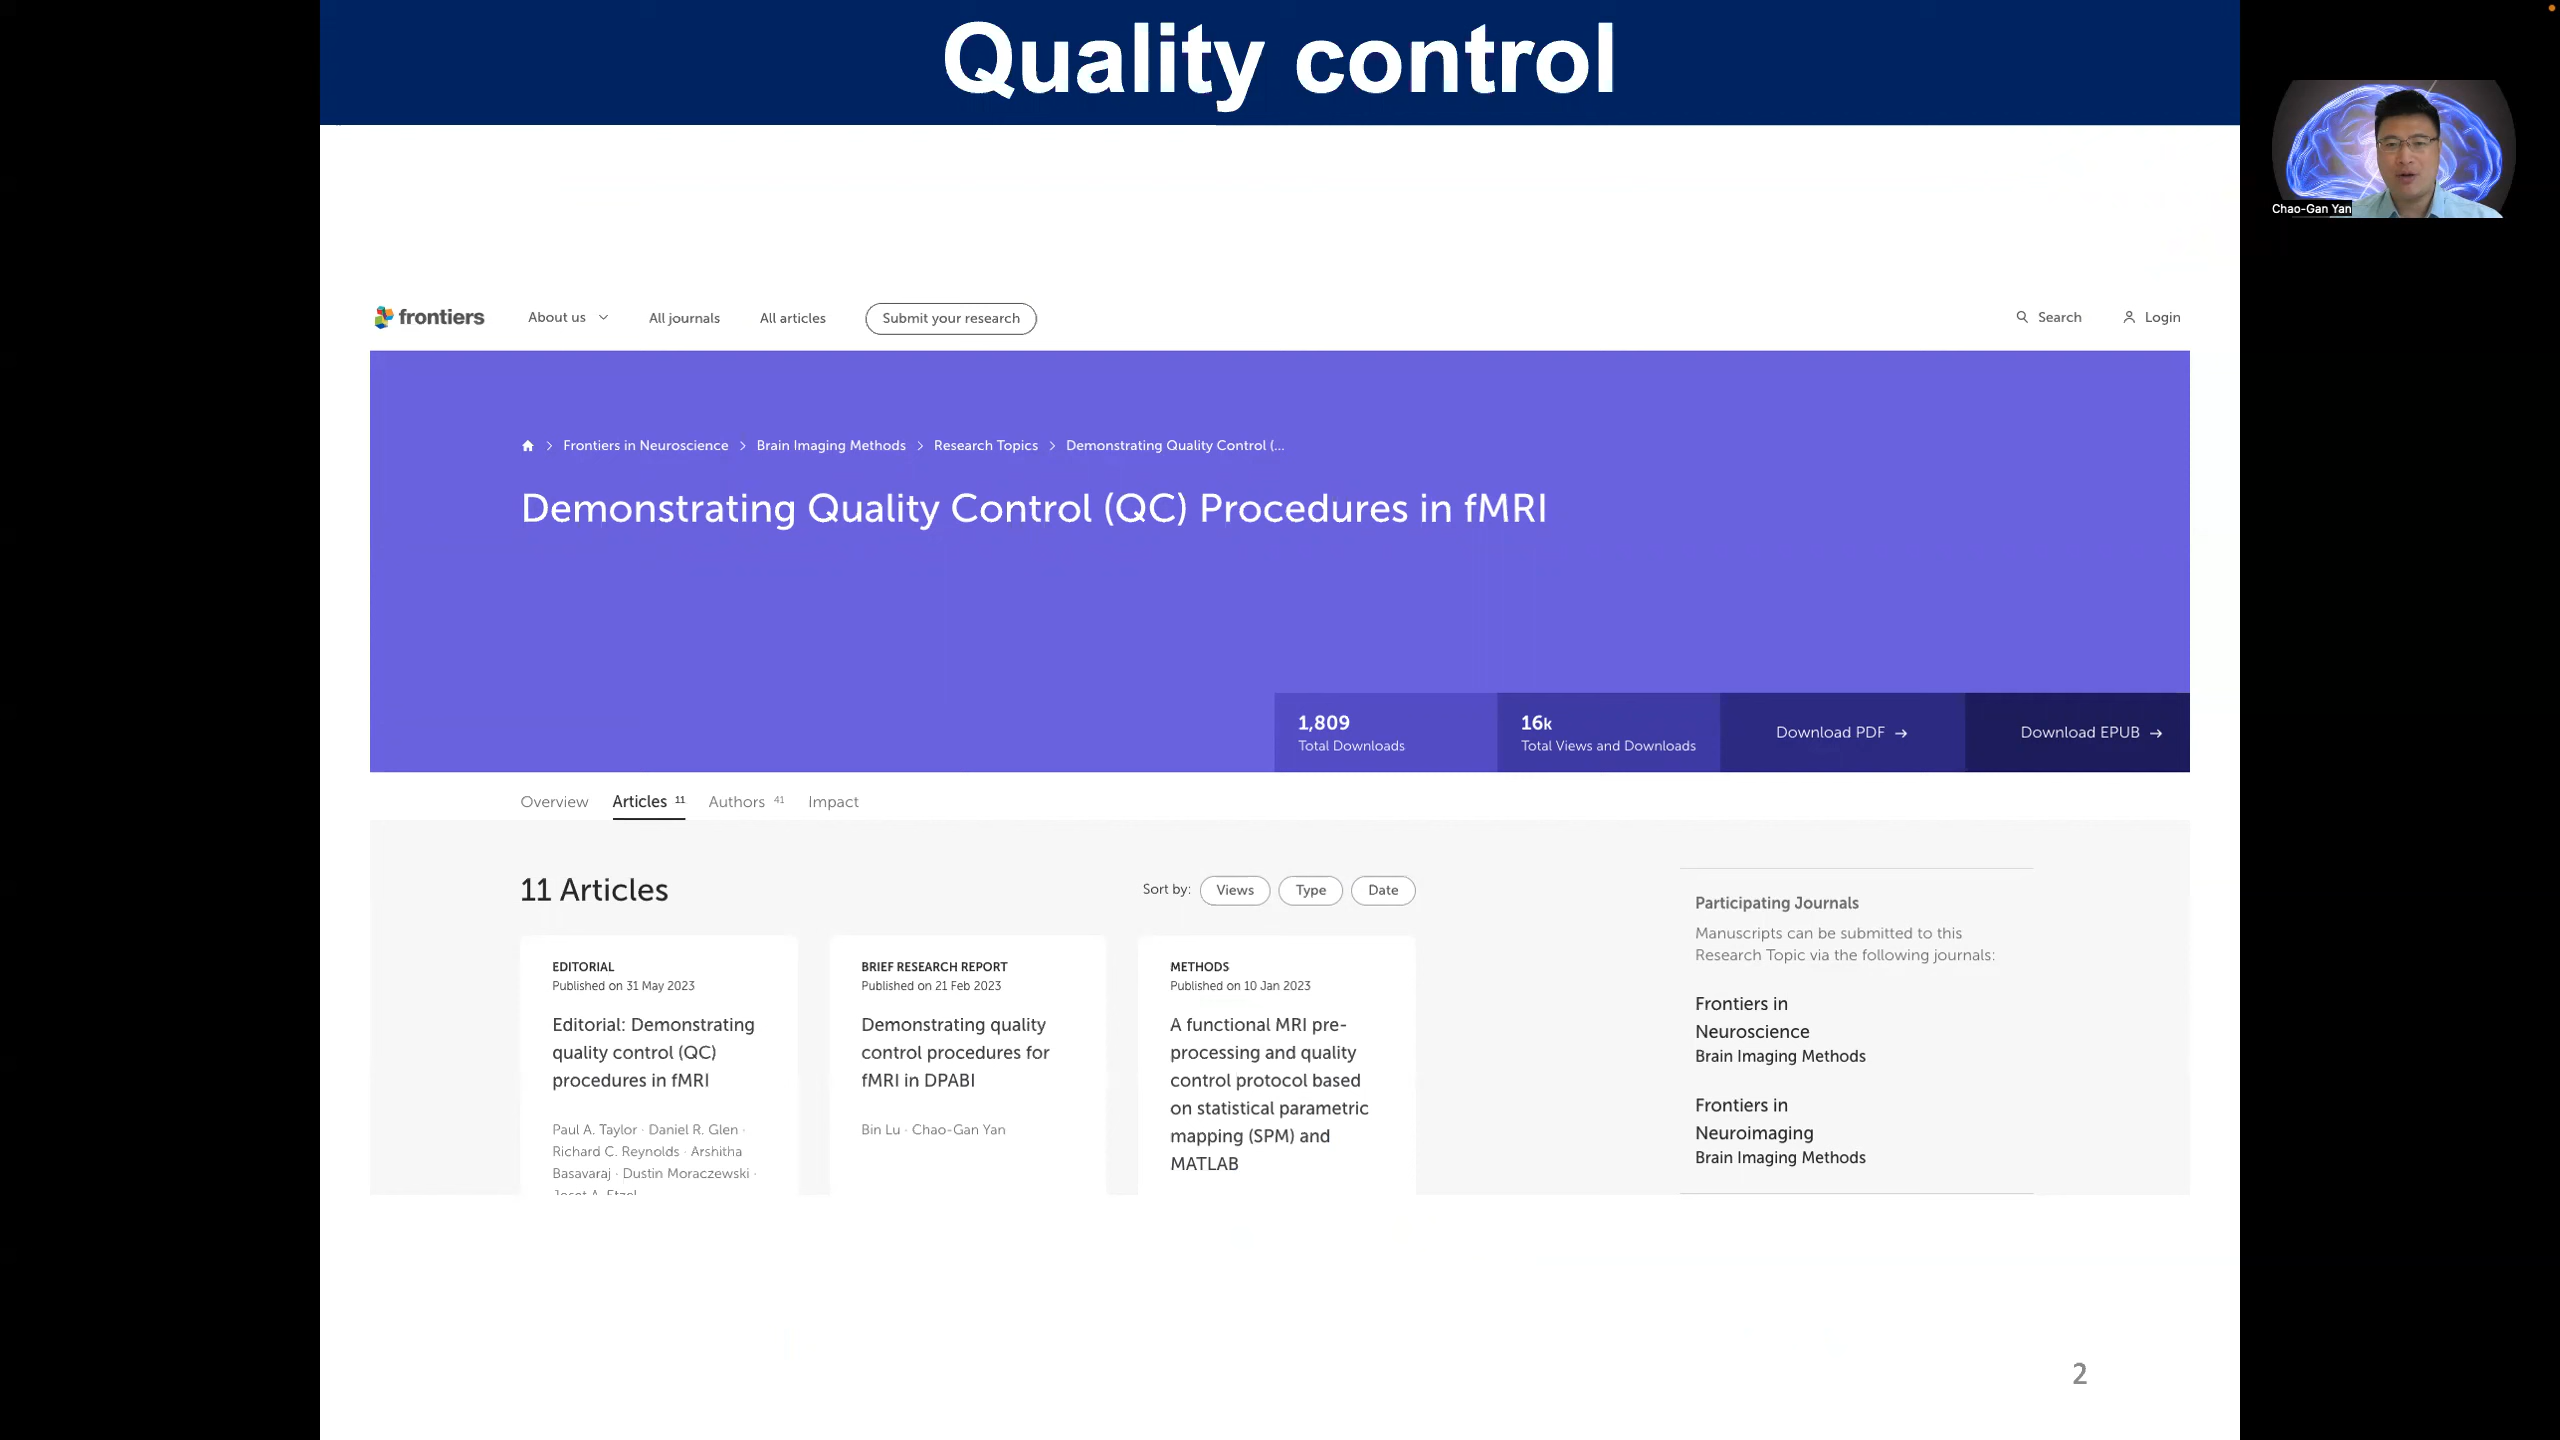 Quality control
Chao-Gan Yan
frontiers
About us
All journals
All articles
Submit your research
Search
Login
Frontiers in Neuroscience > Brain Imaging Methods > Research Topics > Demonstrating Quality Control (...
Demonstrating Quality Control (QC) Procedures in fMRI
1,809
Total Downloads
16k
Total Views and Downloads
Download PDF →
Download EPUB →
Overview
Articles 11
Authors 41
Impact
11 Articles
Sort by:
Views
Type
Date
EDITORIAL
Published on 31 May 2023
Editorial: Demonstrating
quality control (QC)
procedures in fMRI
Paul A. Taylor · Daniel R. Glen ·
Richard C. Reynolds · Arshitha
Basavaraj · Dustin Moraczewski ·
BRIEF RESEARCH REPORT
Published on 21 Feb 2023
Demonstrating quality
control procedures for
fMRI in DPABI
Bin Lu · Chao-Gan Yan
METHODS
Published on 10 Jan 2023
A functional MRI pre-
processing and quality
control protocol based
on statistical parametric
mapping (SPM) and
MATLAB
Participating Journals
Manuscripts can be submitted to this
Research Topic via the following journals:
Frontiers in
Neuroscience
Brain Imaging Methods
Frontiers in
Neuroimaging
Brain Imaging Methods
2